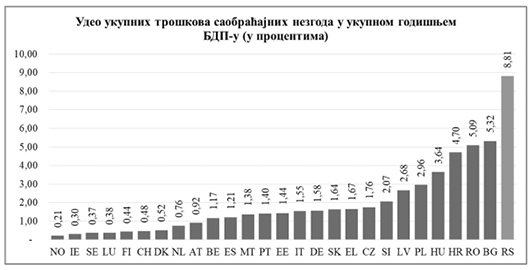 Удео укупних трошкова саобраћајних незгода у укупном годишњем
БДП-у (у процентима)
10,00
9,00
8,00
7,00
6,00
5,00
4,00
3,00
2,00
1,00
-
0,21 0,30 0,37 0,38 0,44 0,48 0,52 0,76 0,92 1,17 1,21 1,38 1,40 1,44 1,55 1,58 1,64 1,67 1,76 2,07 2,68 2,96 3,64 4,70 5,09 5,32 8,81
NO IE SE LU FI CH DK NL AT BE ES MT PT EE IT DE SK EL CZ SI LV PL HU HR RO BG RS